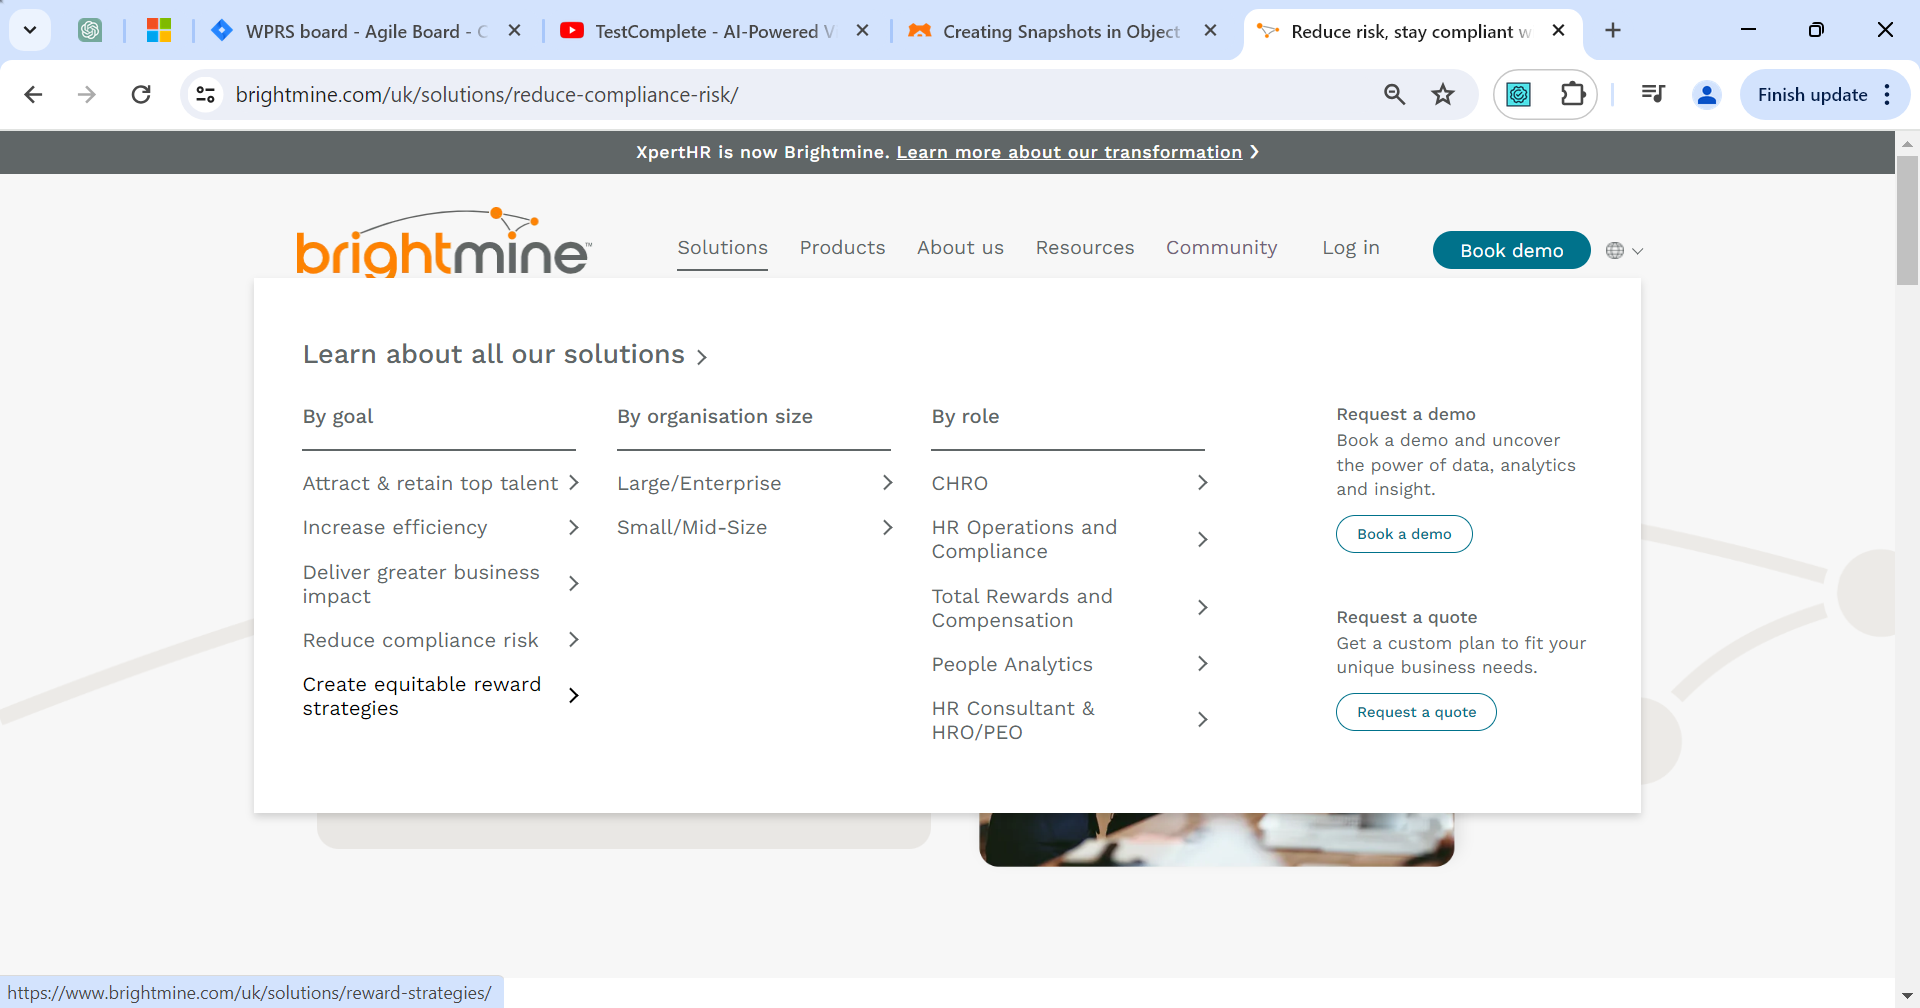 WPRS board - Agile Board - C
TestComplete - AI-Powered V
Creating Snapshots in Object
Reduce risk, stay compliant w
brightmine.com/uk/solutions/reduce-compliance-risk/
Finish update
XpertHR is now Brightmine. Learn more about our transformation
brightmine™
Solutions
Products
About us
Resources
Community
Log in
Book demo
Learn about all our solutions
By goal
Attract & retain top talent
Increase efficiency
Deliver greater business
impact
Reduce compliance risk
Create equitable reward
strategies
By organisation size
Large/Enterprise
Small/Mid-Size
By role
CHRO
HR Operations and
Compliance
Total Rewards and
Compensation
People Analytics
HR Consultant &
HRO/PEO
Request a demo
Book a demo and uncover
the power of data, analytics
and insight.
Book a demo
Request a quote
Get a custom plan to fit your
unique business needs.
Request a quote
https://www.brightmine.com/uk/solutions/reward-strategies/